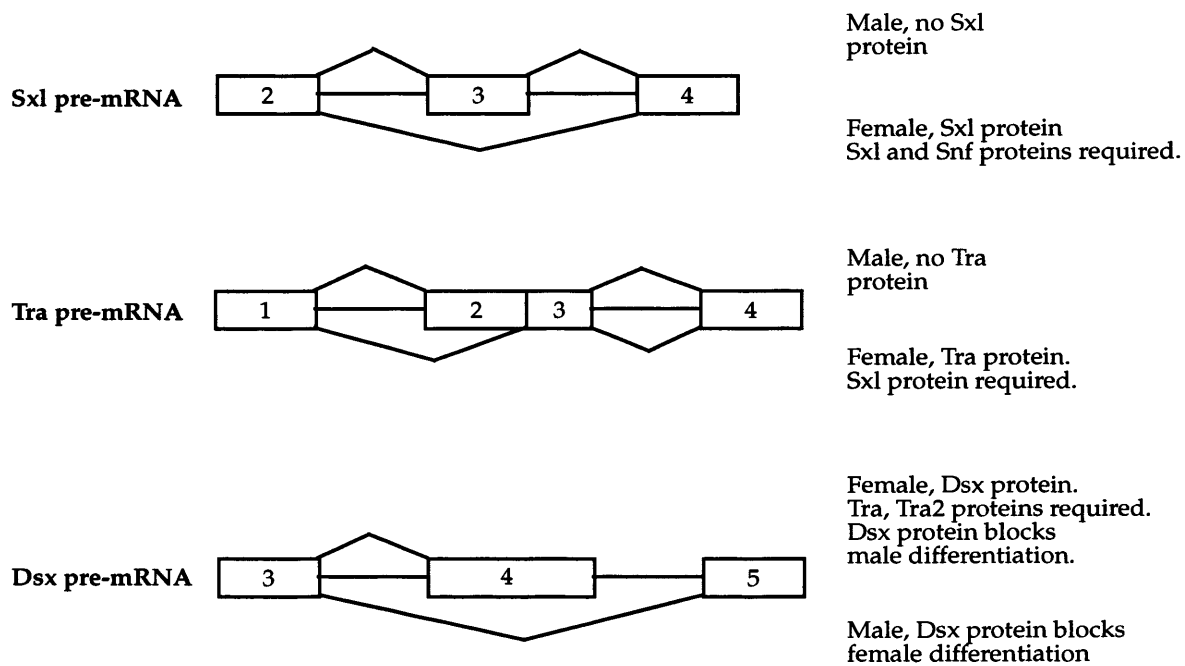 Male, no Sxl
protein
Sxl pre-mRNA
2
3
4
Female, Sxl protein
Sxl and Snf proteins required.
Male, no Tra
protein
Tra pre-mRNA
1
2
3
4
Female, Tra protein.
Sxl protein required.
Female, Dsx protein.
Tra, Tra2 proteins required.
Dsx protein blocks
male differentiation.
Dsx pre-mRNA
3
4
5
Male, Dsx protein blocks
female differentiation